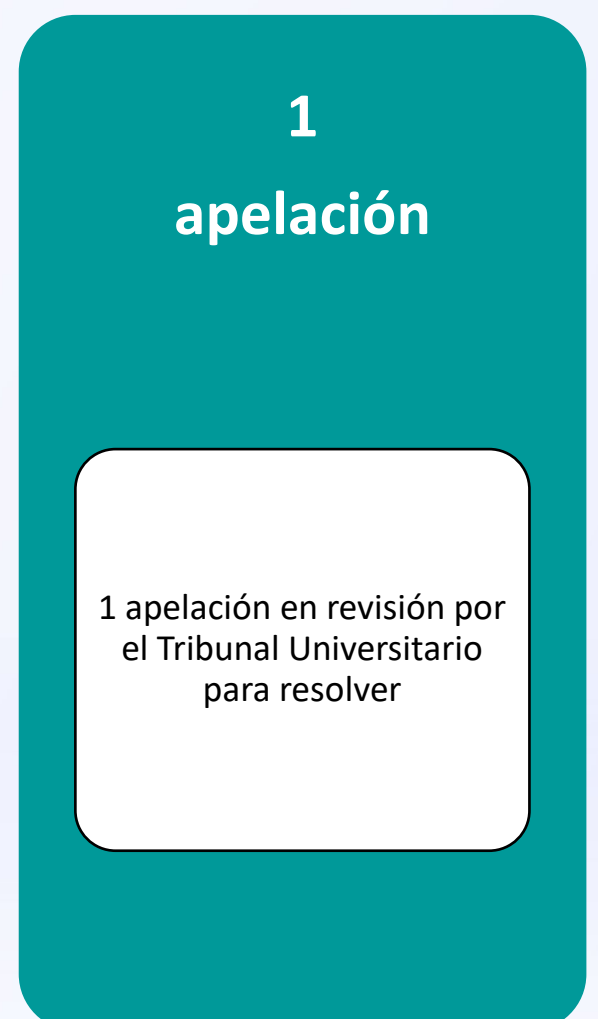 1
apelación
1 apelación en revisión por
el Tribunal Universitario
para resolver